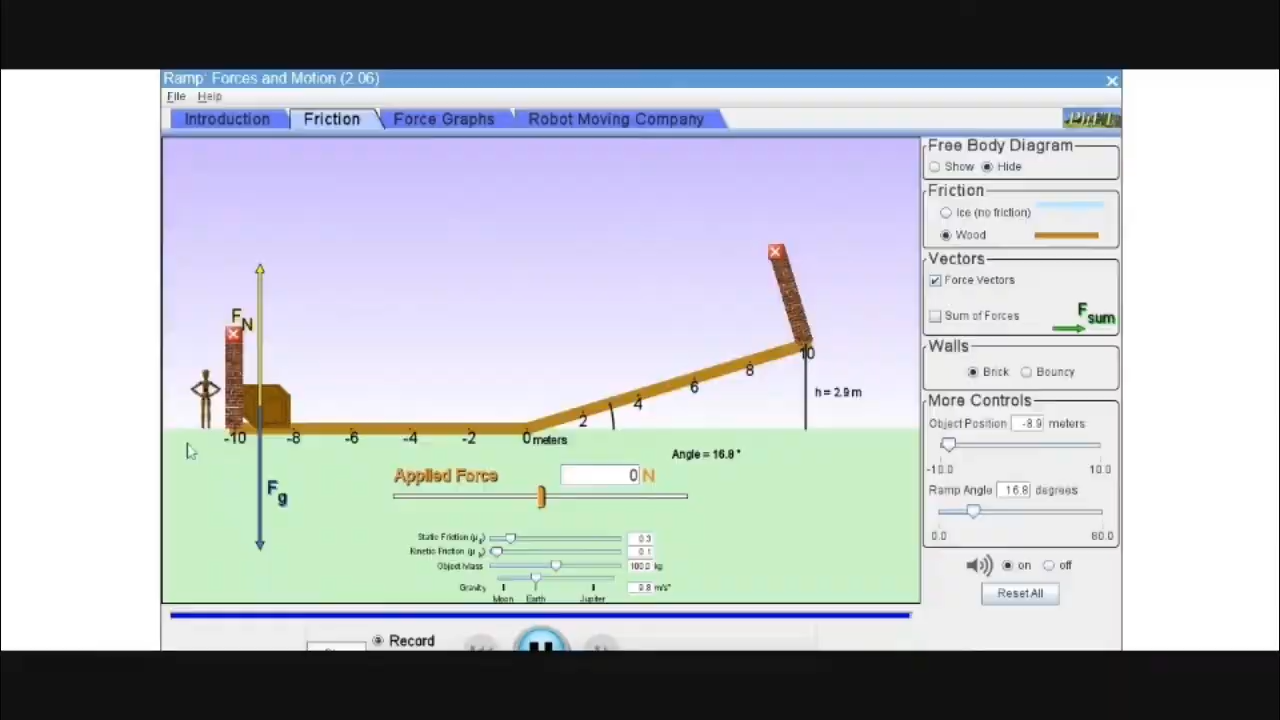 Ramp: Forces and Motion (2.06)
File Help
Introduction Friction Force Graphs Robot Moving Company
Free Body Diagram
Show Hide
Friction
Ice (no friction)
Wood
Vectors
Force Vectors
Sum of Forces
F sum
Walls
Brick Bouncy
More Controls
Object Position -8.9 meters
-10.0 10.0
Ramp Angle 16.8 degrees
0.0
on off
Reset All
F N
10
8
6
4
2
h = 2.9 m
-10 -8 -6 -4 -2 0 meters
Angle = 16.8 °
F g
Applied Force 0 N
Static Friction (μ s) 0.3
Kinetic Friction (μ k) 0.1
Object Mass 100.0 kg
Gravity 9.8 m/s²
Moon Earth Jupiter
Record